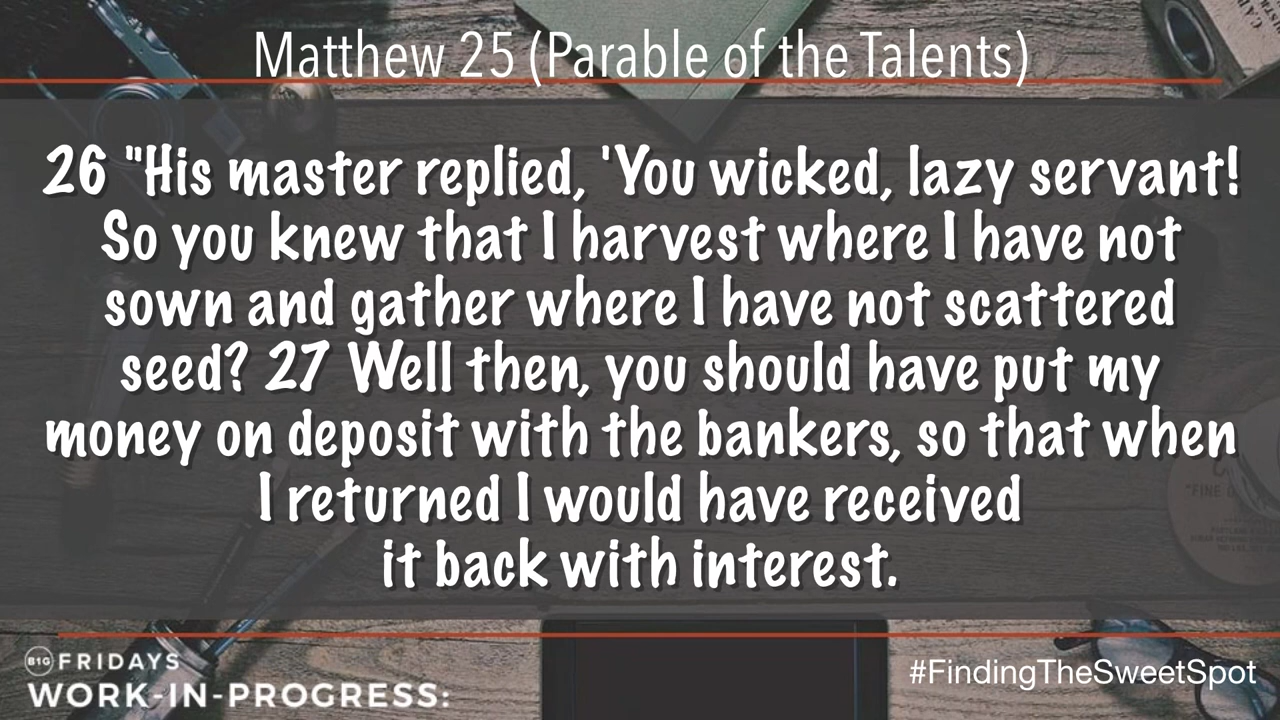 Matthew 25 (Parable of the Talents)
26 "His master replied, 'You wicked, lazy servant!
So you knew that I harvest where I have not
sown and gather where I have not scattered
seed? 27 Well then, you should have put my
money on deposit with the bankers, so that when
I returned I would have received
it back with interest.
B1G FRIDAYS
WORK-IN-PROGRESS:
#FindingTheSweetSpot
"FINE